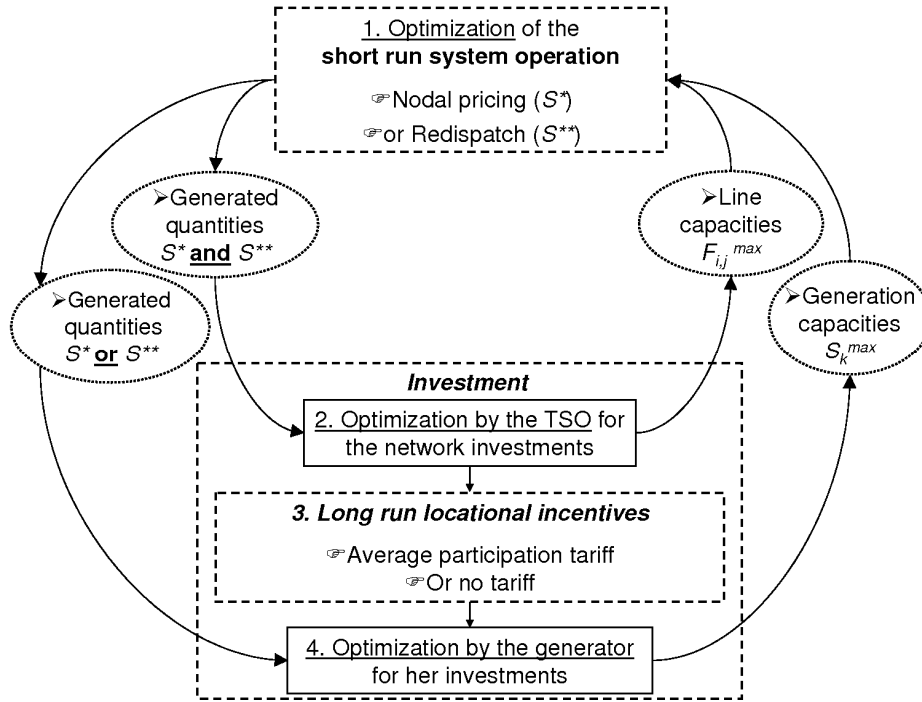 1. Optimization of the
short run system operation
☞Nodal pricing (S*)
☞or Redispatch (S**)
➢Generated
quantities
S* and S**
➢Line
capacities
F_{i,j}^{max}
➢Generated
quantities
S* or S**
➢Generation
capacities
S_k^{max}
Investment
2. Optimization by the TSO for
the network investments
3. Long run locational incentives
☞Average participation tariff
☞Or no tariff
4. Optimization by the generator
for her investments